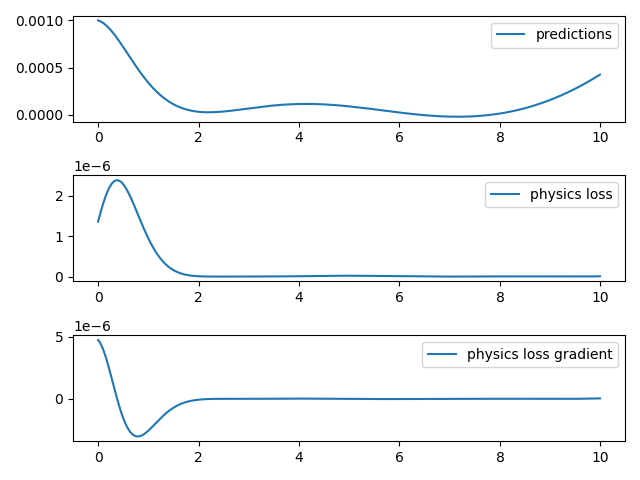 0.0010
0.0005
0.0000
predictions
0 2 4 6 8 10
1e−6
2
1
0
physics loss
0 2 4 6 8 10
1e−6
5
0
physics loss gradient
0 2 4 6 8 10